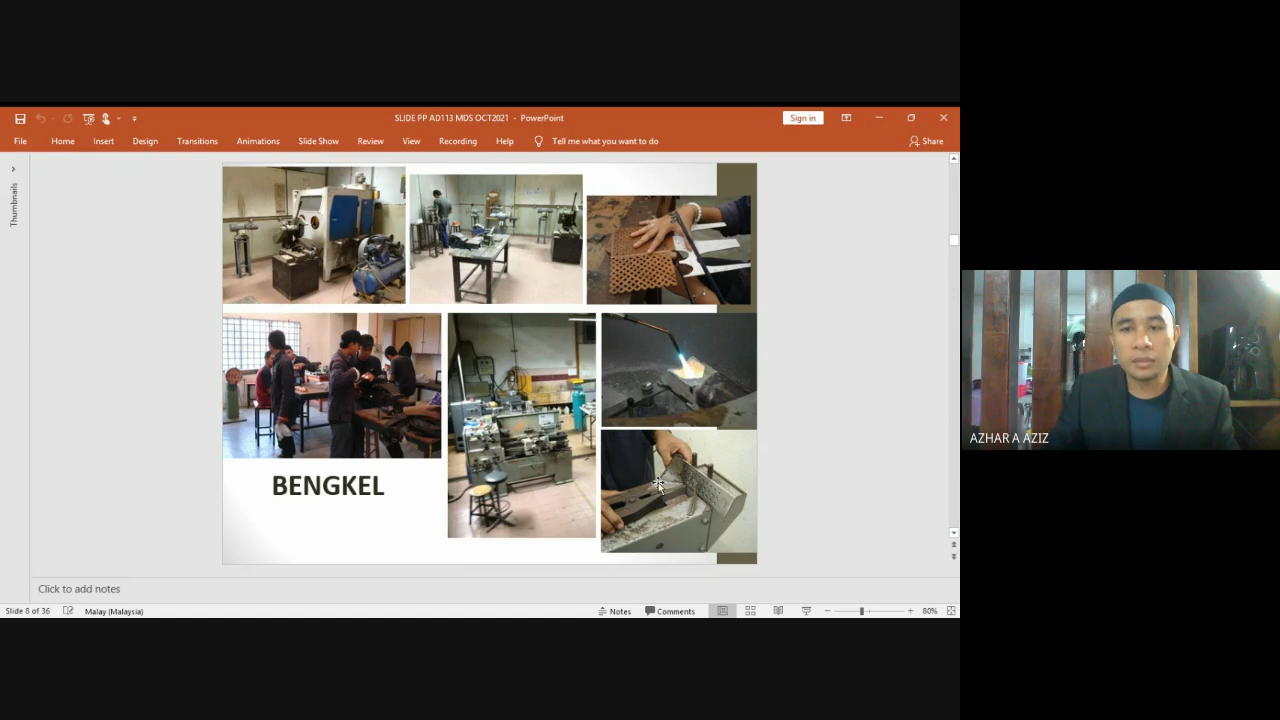 SLIDE PP AD113 MDS OCT2021 - PowerPoint
Sign in
File Home Insert Design Transitions Animations Slide Show Review View Recording Help Tell me what you want to do Share
Thumbnails
BENGKEL
AZHAR A AZIZ
Click to add notes
Slide 8 of 36 Malay (Malaysia) Notes Comments 80%